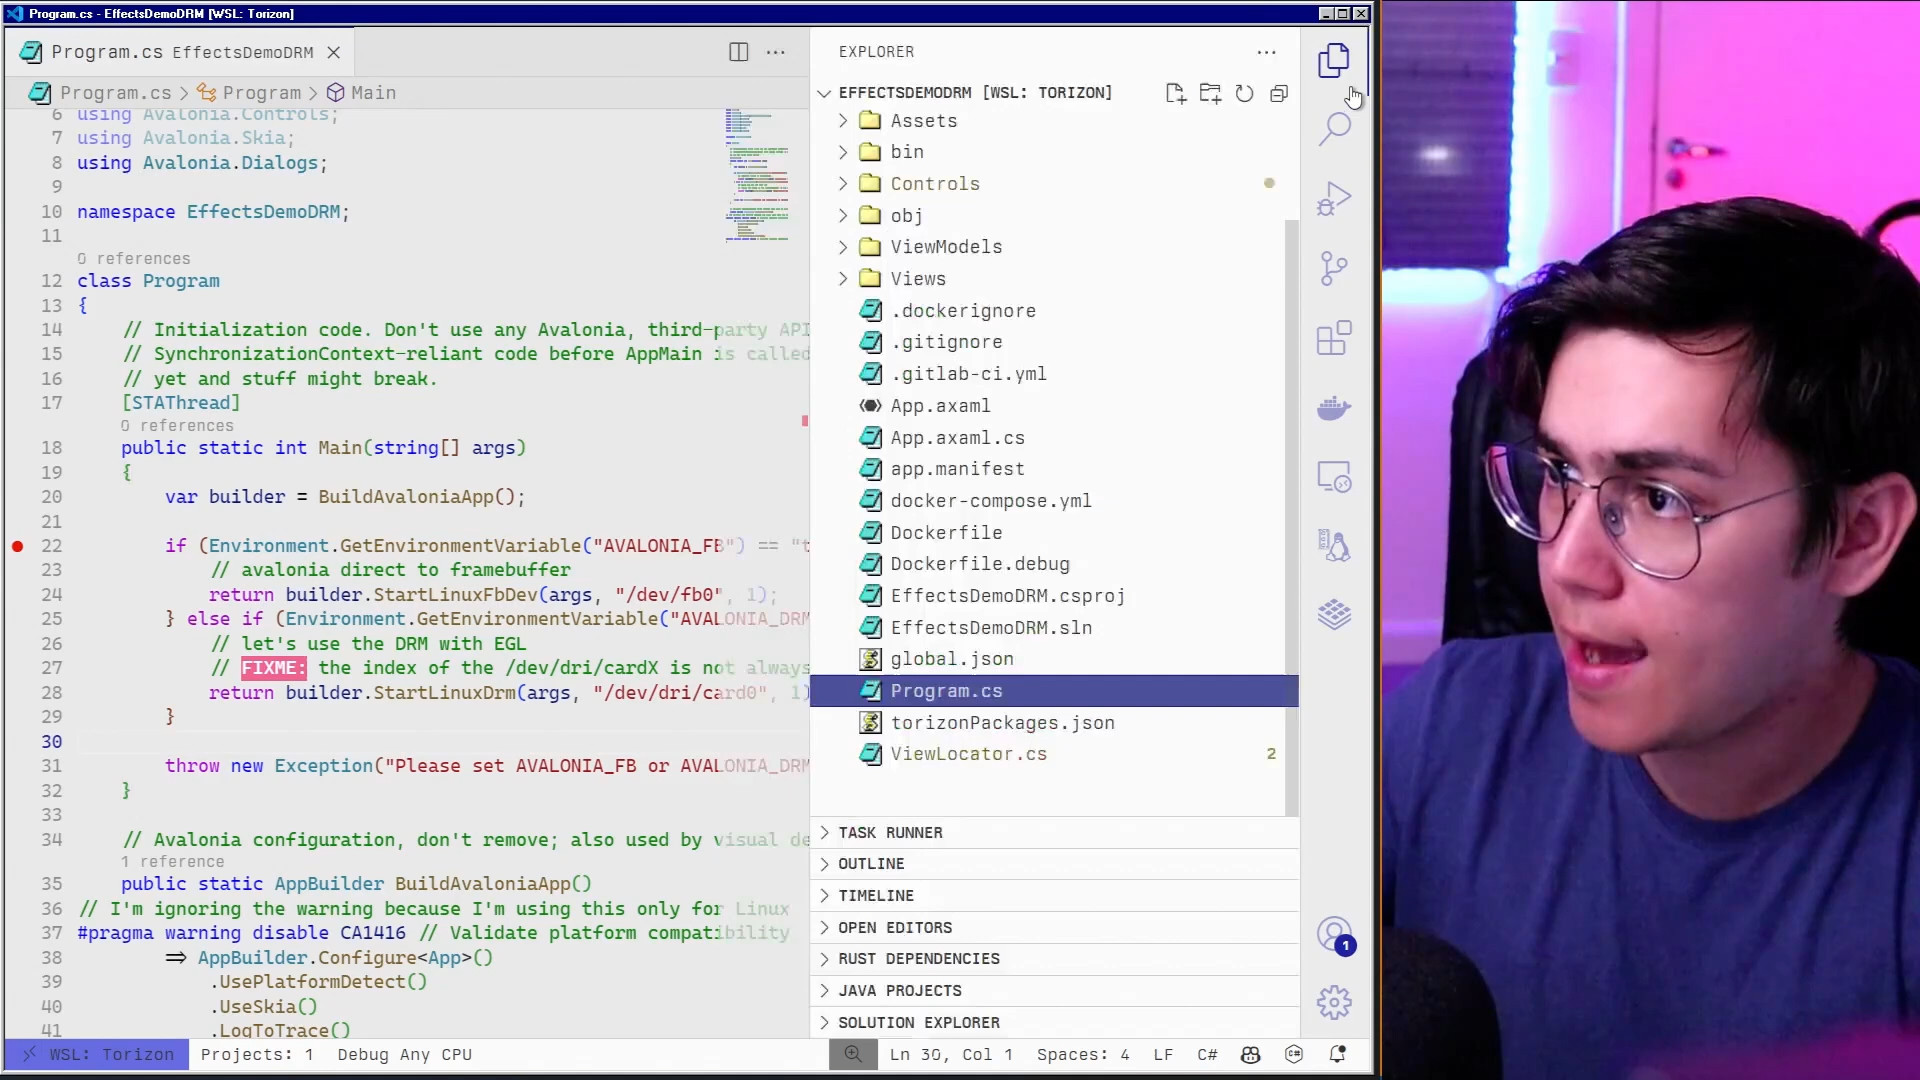 Program.cs - EffectsDemoDRM [WSL: Torizon]
Program.cs EffectsDemoDRM
Program.cs > Program > Main
6 using Avalonia.Controls;
7 using Avalonia.Skia;
8 using Avalonia.Dialogs;
9
10 namespace EffectsDemoDRM;
11
0 references
12 class Program
13 {
14 // Initialization code. Don't use any Avalonia, third-party API
15 // SynchronizationContext-reliant code before AppMain is called
16 // yet and stuff might break.
17 [STAThread]
0 references
18 public static int Main(string[] args)
19 {
20 var builder = BuildAvaloniaApp();
21
22 if (Environment.GetEnvironmentVariable("AVALONIA_FB") == "t
23 // avalonia direct to framebuffer
24 return builder.StartLinuxFbDev(args, "/dev/fb0", 1);
25 } else if (Environment.GetEnvironmentVariable("AVALONIA_DRM
26 // let's use the DRM with EGL
27 // FIXME: the index of the /dev/dri/cardX is not always
28 return builder.StartLinuxDrm(args, "/dev/dri/card0", 1)
29 }
30
31 throw new Exception("Please set AVALONIA_FB or AVALONIA_DRM
32 }
33
34 // Avalonia configuration, don't remove; also used by visual de
1 reference
35 public static AppBuilder BuildAvaloniaApp()
36 // I'm ignoring the warning because I'm using this only for Linux
37 #pragma warning disable CA1416 // Validate platform compatibility
38 => AppBuilder.Configure<App>()
39 .UsePlatformDetect()
40 .UseSkia()
41 .LogToTrace()
EXPLORER
EFFECTSDEMODRM [WSL: TORIZON]
Assets
bin
Controls
obj
ViewModels
Views
.dockerignore
.gitignore
.gitlab-ci.yml
App.axaml
App.axaml.cs
app.manifest
docker-compose.yml
Dockerfile
Dockerfile.debug
EffectsDemoDRM.csproj
EffectsDemoDRM.sln
global.json
Program.cs
torizonPackages.json
ViewLocator.cs 2
TASK RUNNER
OUTLINE
TIMELINE
OPEN EDITORS
RUST DEPENDENCIES
JAVA PROJECTS
SOLUTION EXPLORER
1
WSL: Torizon Projects: 1 Debug Any CPU Ln 30, Col 1 Spaces: 4 LF C#